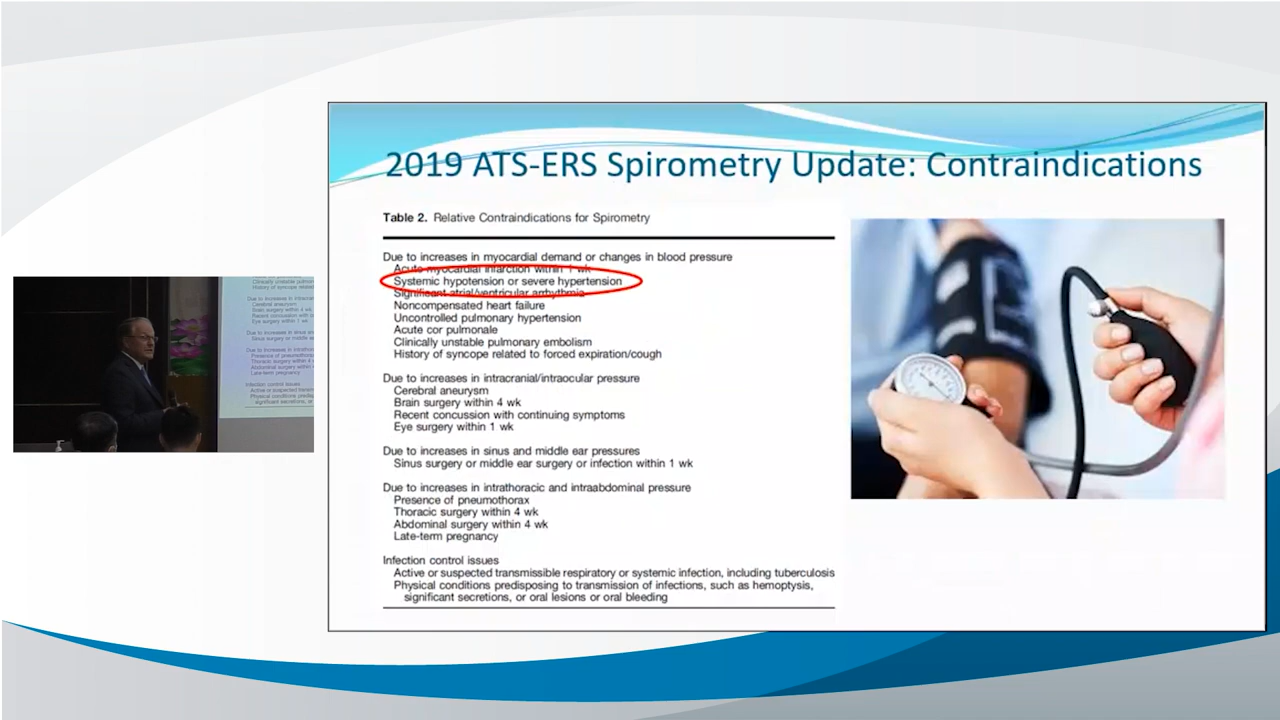 2019 ATS-ERS Spirometry Update: Contraindications
Table 2. Relative Contraindications for Spirometry
Due to increases in myocardial demand or changes in blood pressure
Acute myocardial infarction within 1 wk
Systemic hypotension or severe hypertension
Significant atrial/ventricular arrhythmia
Noncompensated heart failure
Uncontrolled pulmonary hypertension
Acute cor pulmonale
Clinically unstable pulmonary embolism
History of syncope related to forced expiration/cough
Due to increases in intracranial/intraocular pressure
Cerebral aneurysm
Brain surgery within 4 wk
Recent concussion with continuing symptoms
Eye surgery within 1 wk
Due to increases in sinus and middle ear pressures
Sinus surgery or middle ear surgery or infection within 1 wk
Due to increases in intrathoracic and intraabdominal pressure
Presence of pneumothorax
Thoracic surgery within 4 wk
Abdominal surgery within 4 wk
Late-term pregnancy
Infection control issues
Active or suspected transmissible respiratory or systemic infection, including tuberculosis
Physical conditions predisposing to transmission of infections, such as hemoptysis,
significant secretions, or oral lesions or oral bleeding